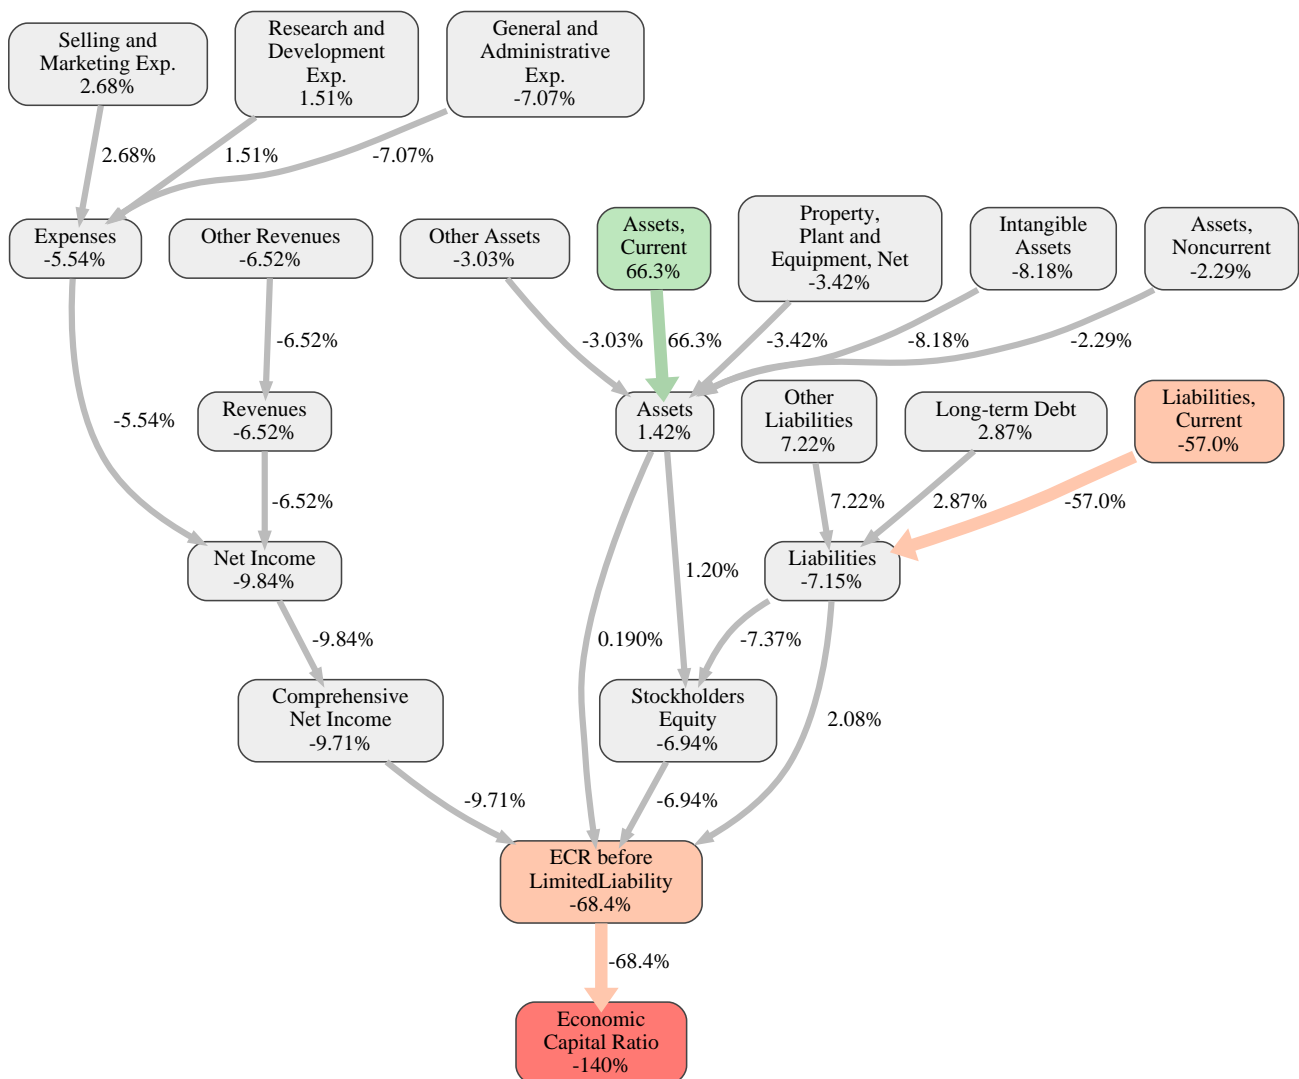 Selling and
Marketing Exp.
2.68%
Research and
Development
Exp.
1.51%
General and
Administrative
Exp.
-7.07%
2.68%
1.51%
-7.07%
Expenses
-5.54%
Other Revenues
-6.52%
Other Assets
-3.03%
Assets,
Current
66.3%
Property,
Plant and
Equipment, Net
-3.42%
Intangible
Assets
-8.18%
Assets,
Noncurrent
-2.29%
-6.52%
-3.03%
66.3%
-3.42%
-8.18%
-2.29%
Revenues
-6.52%
Assets
1.42%
Other
Liabilities
7.22%
Long-term Debt
2.87%
Liabilities,
Current
-57.0%
-5.54%
-6.52%
7.22%
2.87%
-57.0%
Net Income
-9.84%
Liabilities
-7.15%
1.20%
-9.84%
0.190%
-7.37%
Comprehensive
Net Income
-9.71%
Stockholders
Equity
-6.94%
2.08%
-9.71%
-6.94%
ECR before
LimitedLiability
-68.4%
-68.4%
Economic
Capital Ratio
-140%